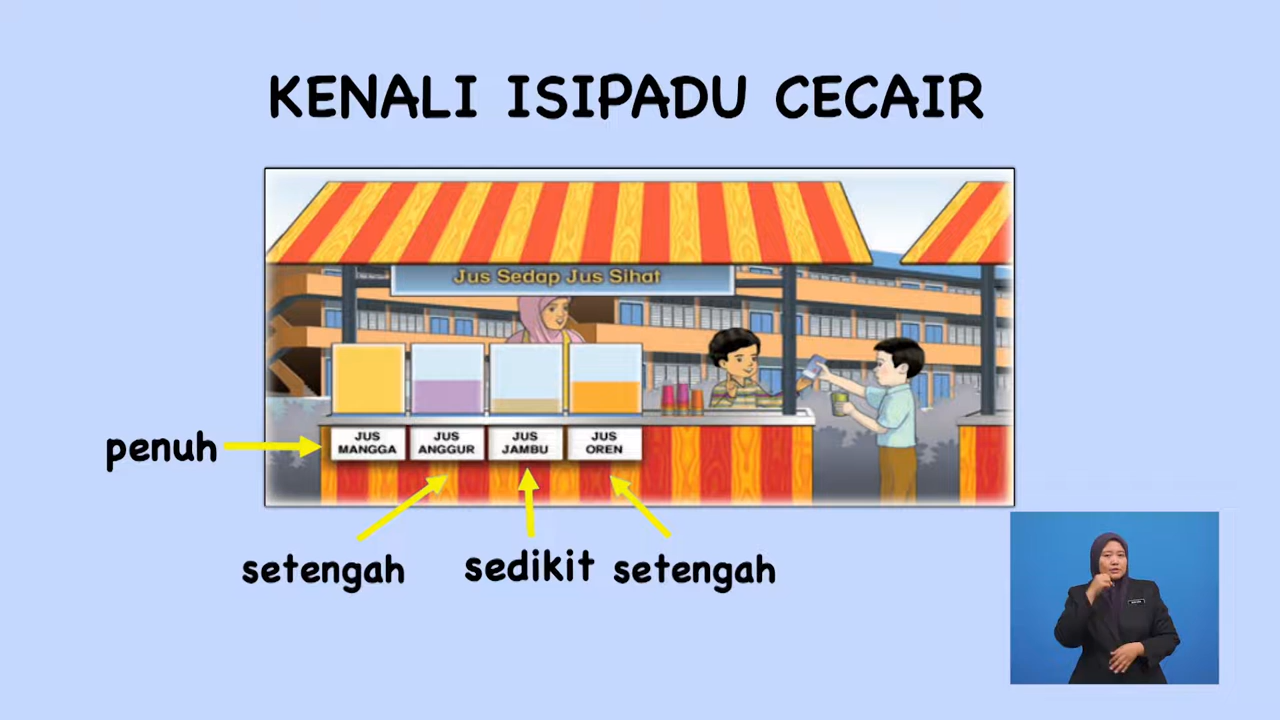 KENALI ISIPADU CECAIR
Jus Sedap Jus Sihat
JUS
MANGGA
JUS
ANGGUR
JUS
JAMBU
JUS
OREN
penuh
setengah
sedikit
setengah